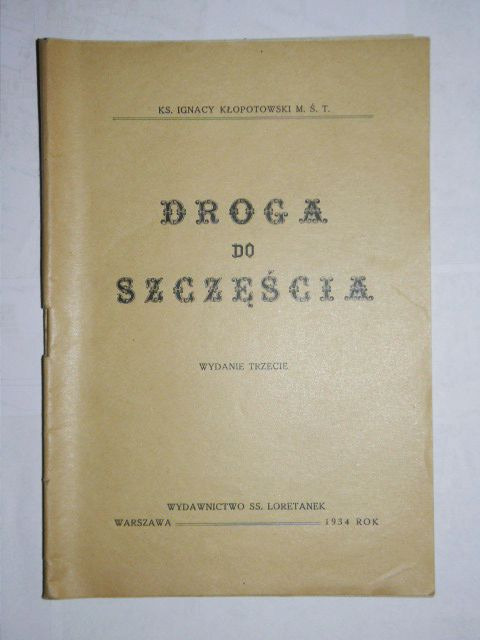 KS. IGNACY KŁOPOTOWSKI M. Ś. T.
DROGA
DO
SZCZĘŚCIA
WYDANIE TRZECIE
WYDAWNICTWO SS. LORETANEK
WARSZAWA 1934 ROK